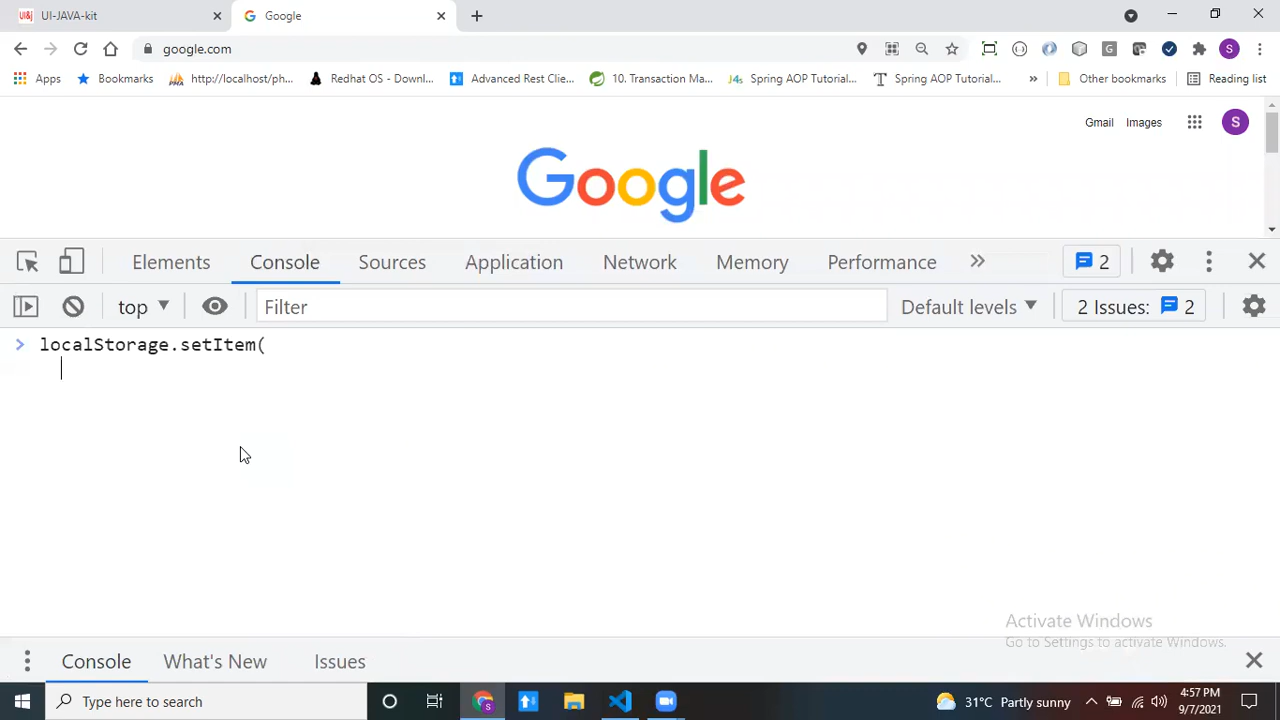 UI-JAVA-kit
Google
google.com
S
Apps
Bookmarks
http://localhost/ph...
Redhat OS - Downl...
Advanced Rest Clie...
10. Transaction Ma...
J4s Spring AOP Tutorial...
T Spring AOP Tutorial...
»
Other bookmarks
Reading list
Gmail
Images
S
Google
Elements
Console
Sources
Application
Network
Memory
Performance
»
2
top
Filter
Default levels
2 Issues: 2
> localStorage.setItem(
Activate Windows
Go to Settings to activate Windows.
Console
What's New
Issues
Type here to search
31°C Partly sunny
4:57 PM
9/7/2021